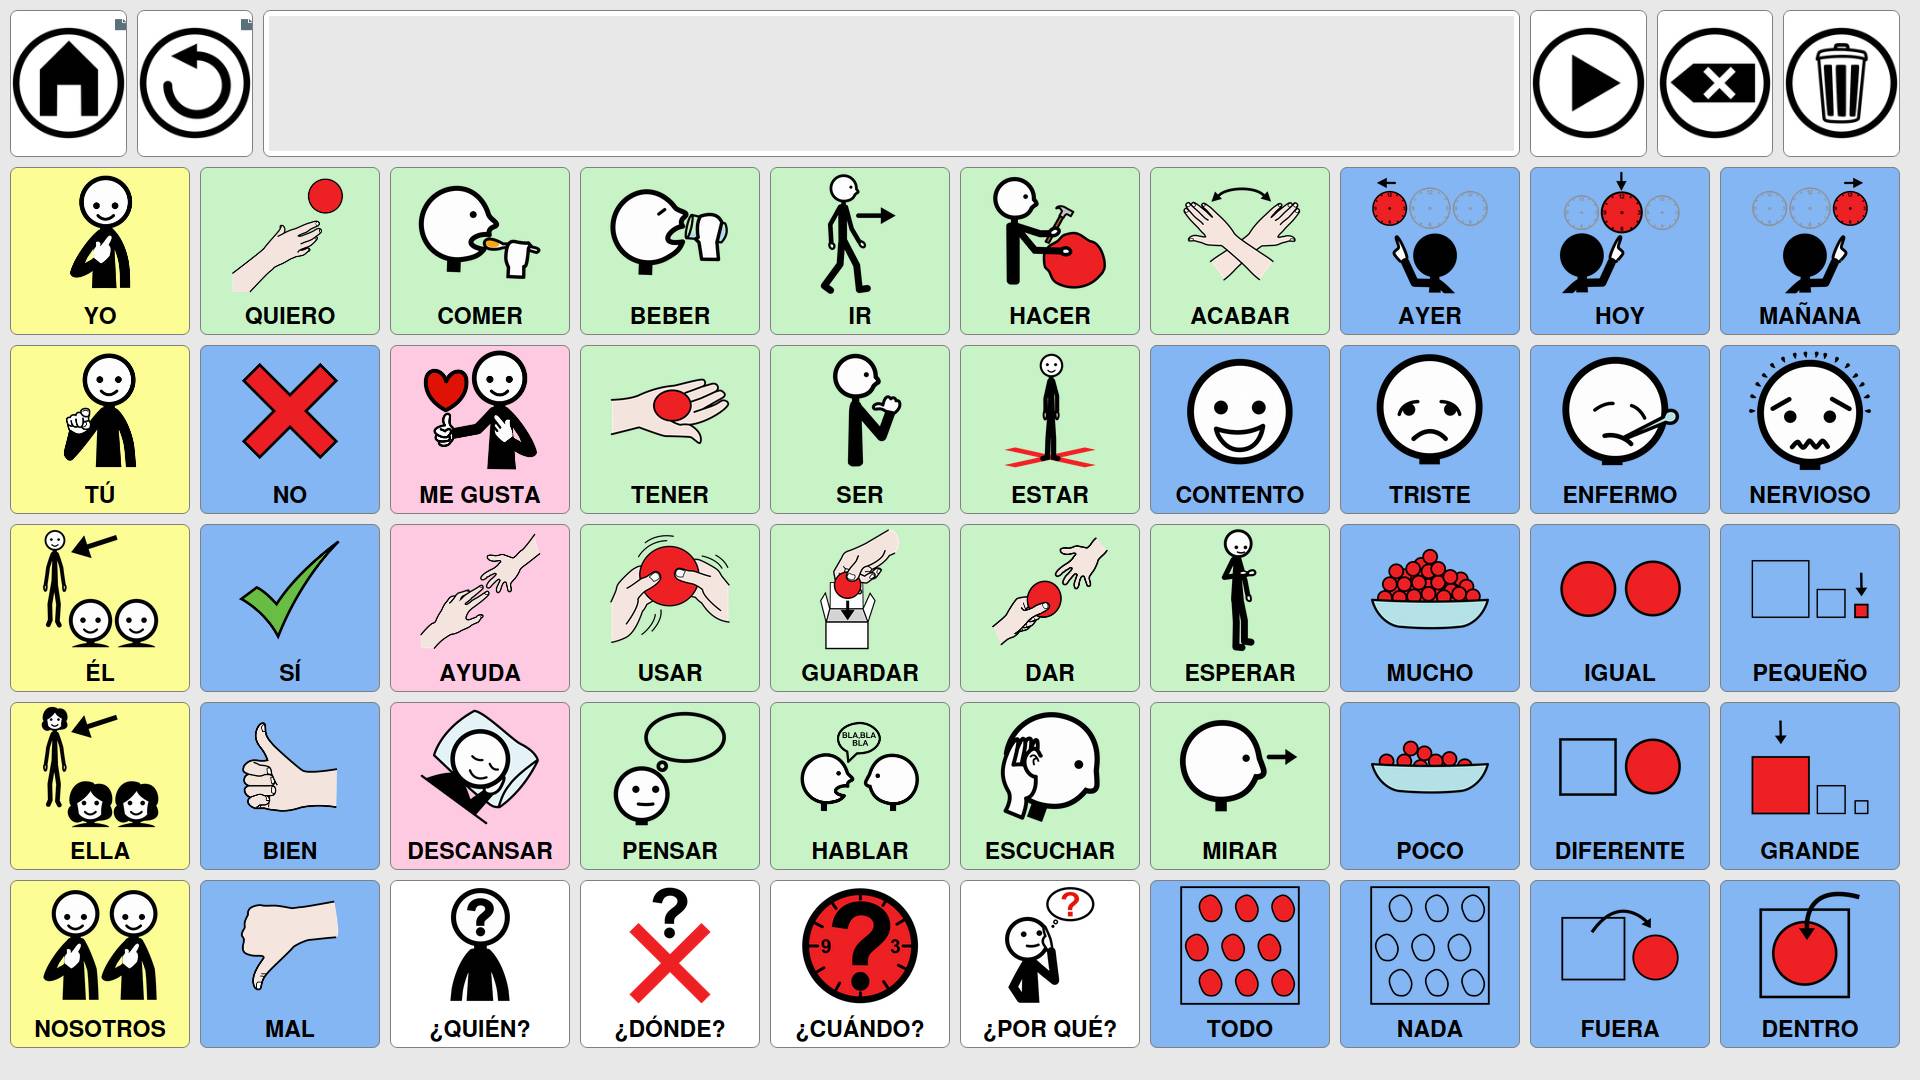 YO
QUIERO
COMER
BEBER
IR
HACER
ACABAR
AYER
HOY
MAÑANA
TÚ
NO
ME GUSTA
TENER
SER
ESTAR
CONTENTO
TRISTE
ENFERMO
NERVIOSO
ÉL
SÍ
AYUDA
USAR
GUARDAR
DAR
ESPERAR
MUCHO
IGUAL
PEQUEÑO
ELLA
BIEN
DESCANSAR
PENSAR
BLA,BLA
BLA
HABLAR
ESCUCHAR
MIRAR
POCO
DIFERENTE
GRANDE
NOSOTROS
MAL
?
¿QUIÉN?
?
¿DÓNDE?
9 ? 3
¿CUÁNDO?
?
¿POR QUÉ?
TODO
NADA
FUERA
DENTRO